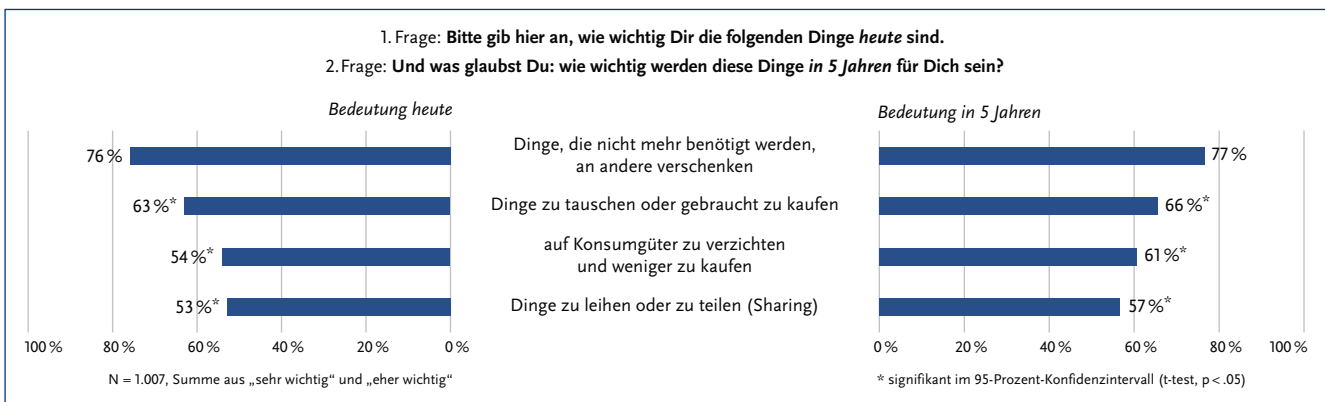 1. Frage: Bitte gib hier an, wie wichtig Dir die folgenden Dinge heute sind.
2. Frage: Und was glaubst Du: wie wichtig werden diese Dinge in 5 Jahren für Dich sein?
Bedeutung heute
Bedeutung in 5 Jahren
76 %
Dinge, die nicht mehr benötigt werden,
an andere verschenken
77 %
63 %*
Dinge zu tauschen oder gebraucht zu kaufen
66 %*
54 %*
auf Konsumgüter zu verzichten
und weniger zu kaufen
61 %*
53 %*
Dinge zu leihen oder zu teilen (Sharing)
57 %*
100 % 80 % 60 % 40 % 20 % 0 %
0 % 20 % 40 % 60 % 80 % 100 %
N = 1.007, Summe aus „sehr wichtig“ und „eher wichtig“
* signifikant im 95-Prozent-Konfidenzintervall (t-test, p < .05)